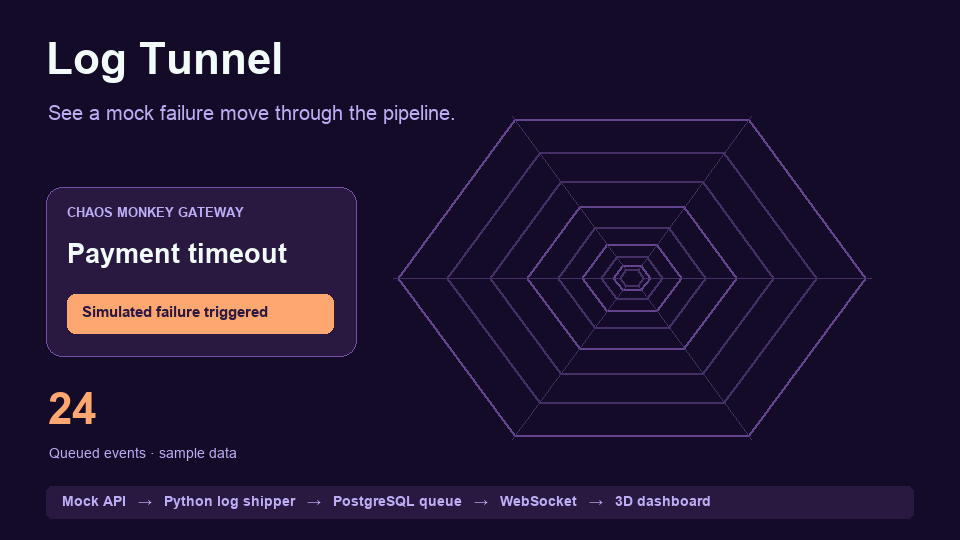 Log Tunnel
See a mock failure move through the pipeline.
CHAOS MONKEY GATEWAY
Payment timeout
Simulated failure triggered
24
Queued events · sample data
Mock API → Python log shipper → PostgreSQL queue → WebSocket → 3D dashboard